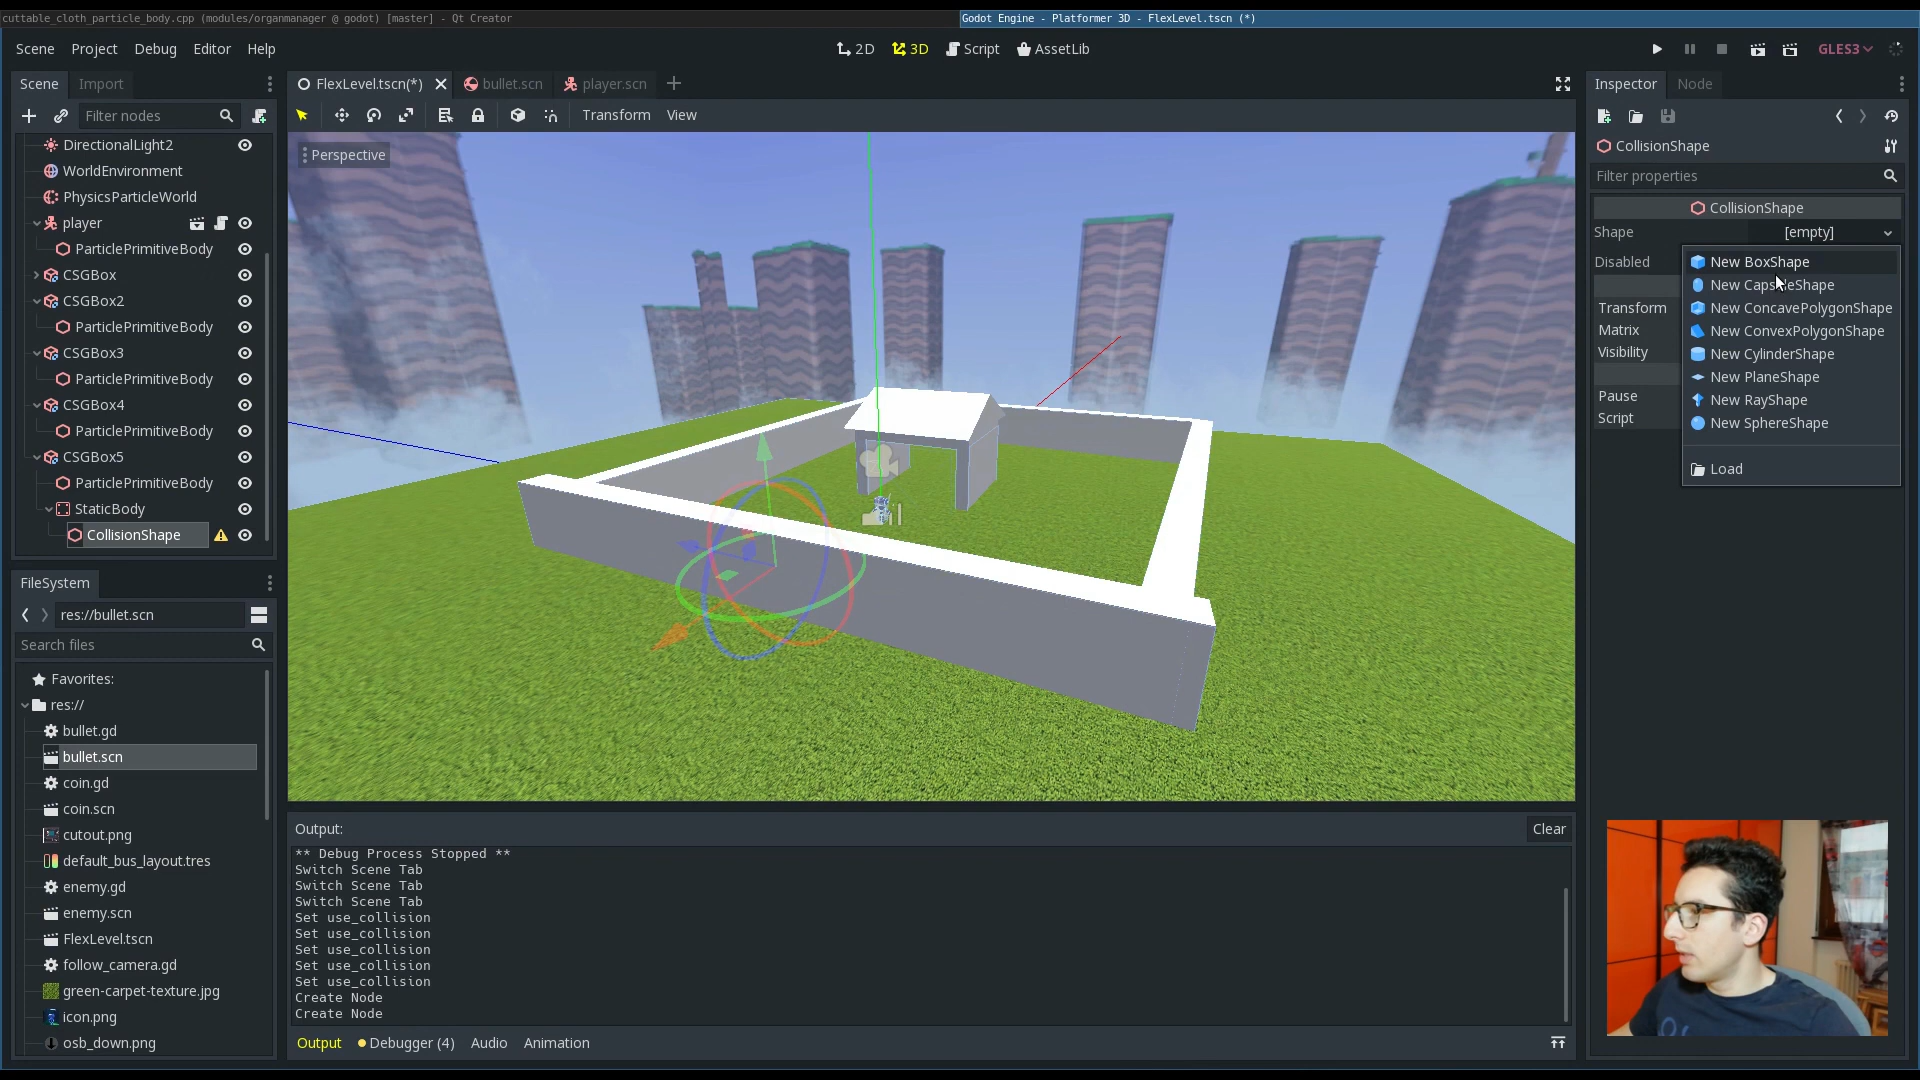 cuttable_cloth_particle_body.cpp (modules/organmanager @ godot) [master] - Qt Creator
Godot Engine - Platformer 3D - FlexLevel.tscn (*)
Scene Project Debug Editor Help
2D 3D Script AssetLib
GLES3
Scene Import
FlexLevel.tscn(*) bullet.scn player.scn
Inspector Node
Filter nodes
Transform View
DirectionalLight2
WorldEnvironment
PhysicsParticleWorld
player
ParticlePrimitiveBody
CSGBox
CSGBox2
ParticlePrimitiveBody
CSGBox3
ParticlePrimitiveBody
CSGBox4
ParticlePrimitiveBody
CSGBox5
ParticlePrimitiveBody
StaticBody
CollisionShape
Perspective
CollisionShape
Filter properties
CollisionShape
Shape [empty]
Disabled
Transform
Matrix
Visibility
Pause
Script
New BoxShape
New CapsuleShape
New ConcavePolygonShape
New ConvexPolygonShape
New CylinderShape
New PlaneShape
New RayShape
New SphereShape
Load
FileSystem
res://bullet.scn
Search files
Favorites:
res://
bullet.gd
bullet.scn
coin.gd
coin.scn
cutout.png
default_bus_layout.tres
enemy.gd
enemy.scn
FlexLevel.tscn
follow_camera.gd
green-carpet-texture.jpg
icon.png
osb_down.png
Output:
Clear
** Debug Process Stopped **
Switch Scene Tab
Switch Scene Tab
Switch Scene Tab
Set use_collision
Set use_collision
Set use_collision
Set use_collision
Set use_collision
Create Node
Create Node
Output Debugger (4) Audio Animation